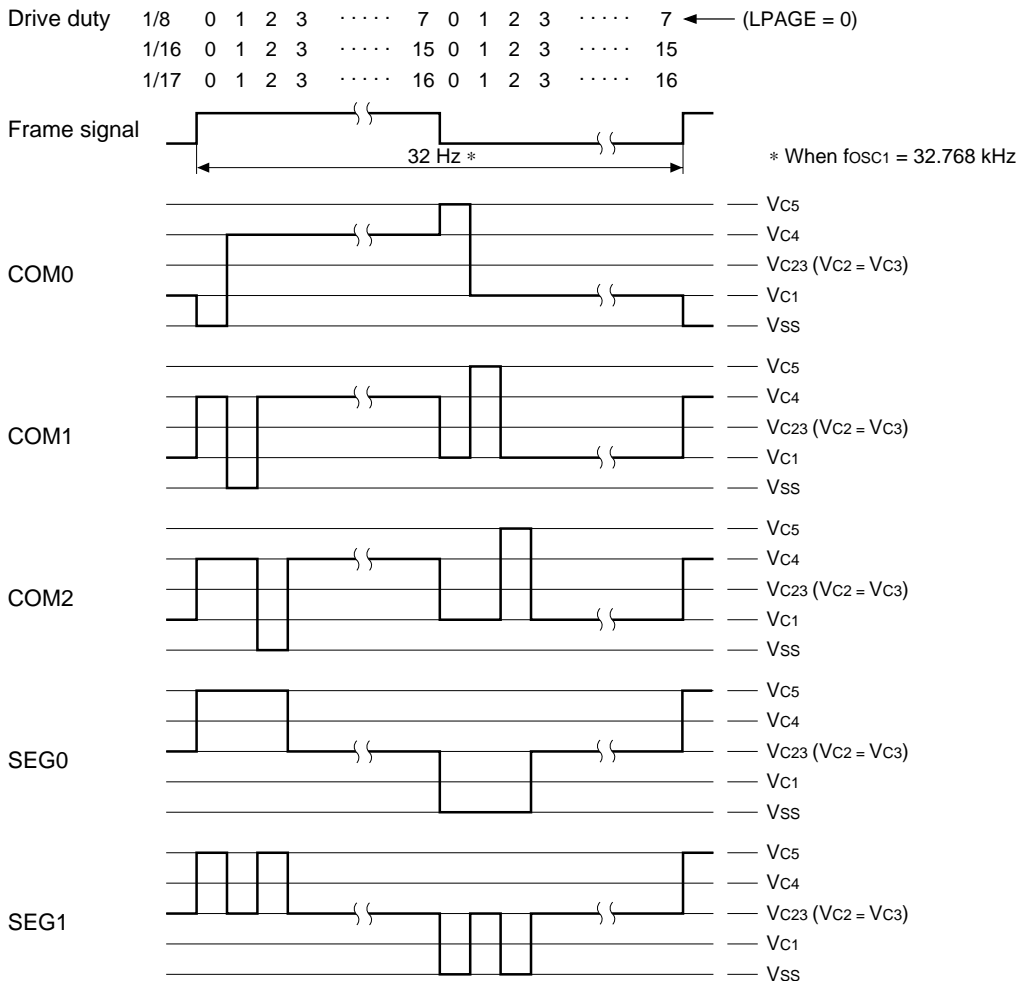 Drive duty 1/8 0 1 2 3 ····· 7 0 1 2 3 ····· 7 (LPAGE = 0)
1/16 0 1 2 3 ····· 15 0 1 2 3 ····· 15
1/17 0 1 2 3 ····· 16 0 1 2 3 ····· 16
Frame signal
32 Hz * * When fOSC1 = 32.768 kHz
COM0
VC5
VC4
VC23 (VC2 = VC3)
VC1
VSS
COM1
VC5
VC4
VC23 (VC2 = VC3)
VC1
VSS
COM2
VC5
VC4
VC23 (VC2 = VC3)
VC1
VSS
SEG0
VC5
VC4
VC23 (VC2 = VC3)
VC1
VSS
SEG1
VC5
VC4
VC23 (VC2 = VC3)
VC1
VSS